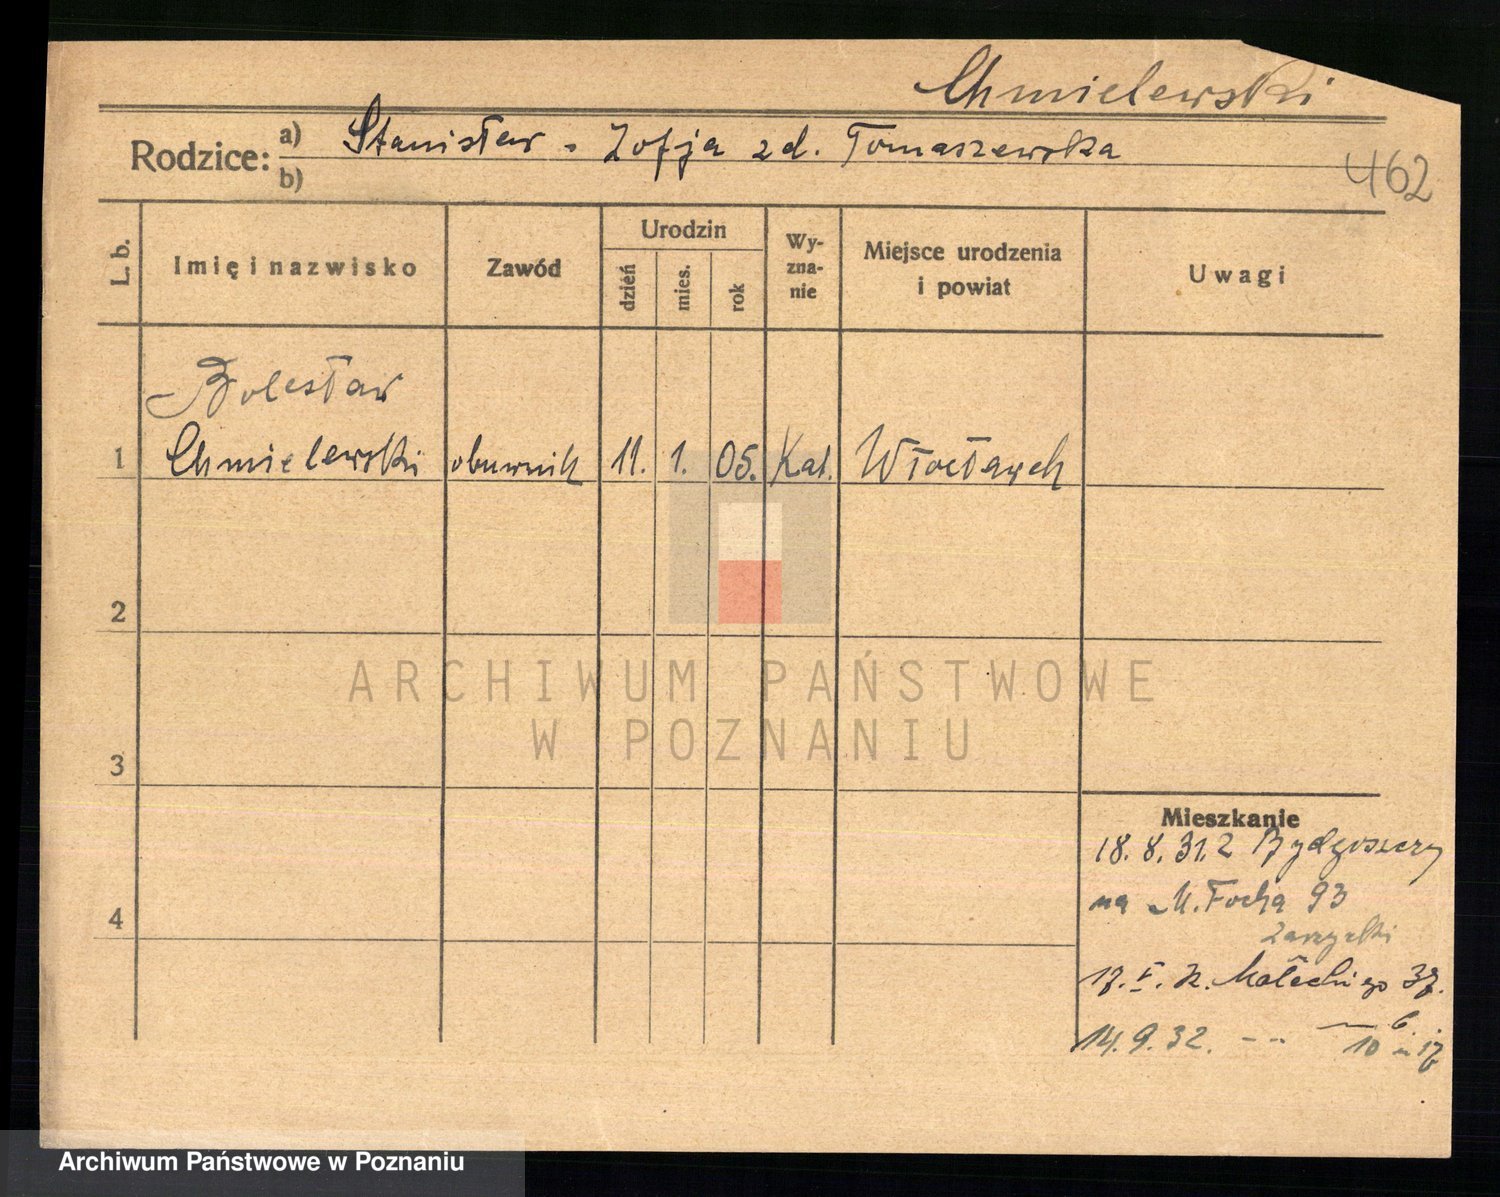 Chmielewski
Rodzice: a) Stanisław - Zofja zd. Tomaszewska
b)
462
L. b.
Imię i nazwisko
Zawód
Urodzin
dzień
mies.
rok
Wy-
zna-
nie
Miejsce urodzenia
i powiat
Uwagi
Bolesław
1 Chmielewski obuwnik 11. 1. 05. Kat. Włocławek
2
3
4
Mieszkanie
18. 8. 31. z Bydgoszczy
na M. Focha 93
14. 9. 32. - -
ARCHIWUM PAŃSTWOWE
W POZNANIU
Archiwum Państwowe w Poznaniu